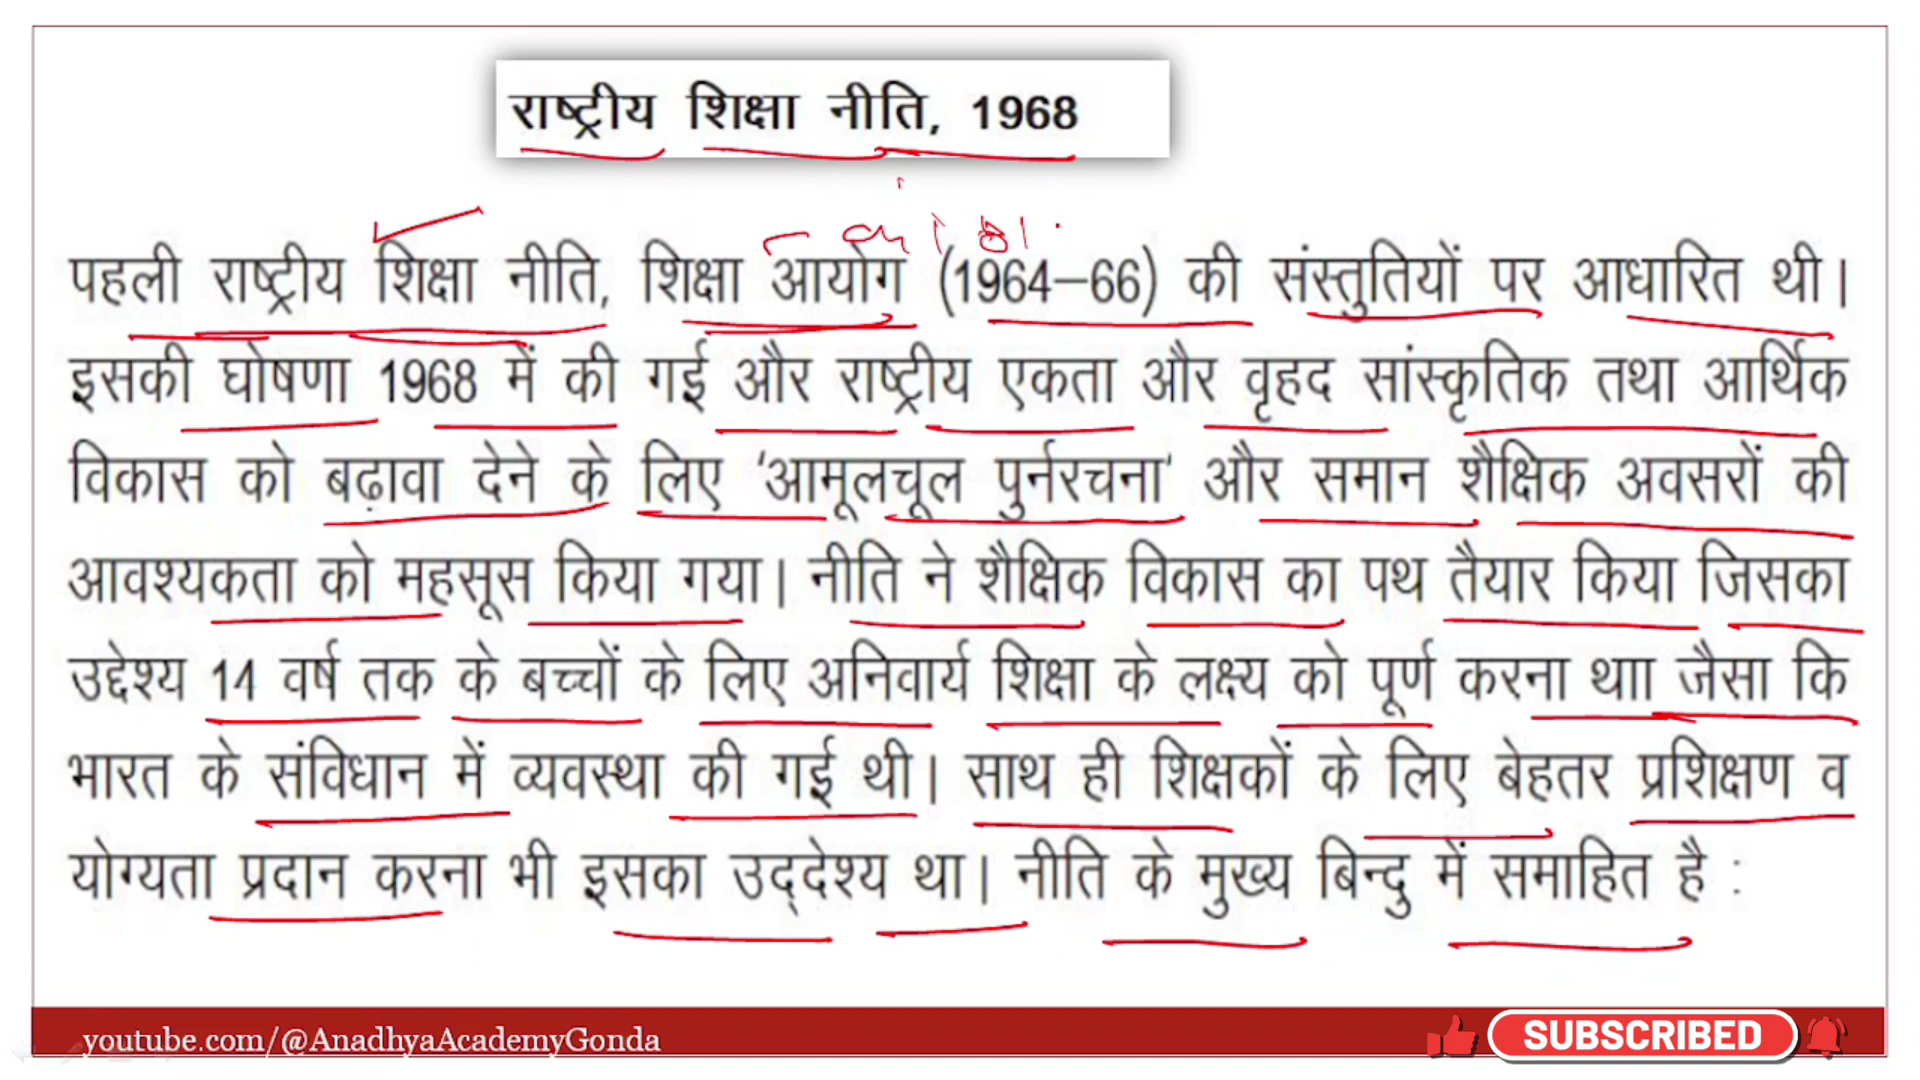 राष्ट्रीय शिक्षा नीति, 1968
पहली राष्ट्रीय शिक्षा नीति, शिक्षा आयोग (1964–66) की संस्तुतियों पर आधारित थी।
इसकी घोषणा 1968 में की गई और राष्ट्रीय एकता और वृहद सांस्कृतिक तथा आर्थिक
विकास को बढ़ावा देने के लिए 'आमूलचूल पुर्नरचना' और समान शैक्षिक अवसरों की
आवश्यकता को महसूस किया गया। नीति ने शैक्षिक विकास का पथ तैयार किया जिसका
उद्देश्य 14 वर्ष तक के बच्चों के लिए अनिवार्य शिक्षा के लक्ष्य को पूर्ण करना थाा जैसा कि
भारत के संविधान में व्यवस्था की गई थी। साथ ही शिक्षकों के लिए बेहतर प्रशिक्षण व
योग्यता प्रदान करना भी इसका उद्‌देश्य था। नीति के मुख्य बिन्दु में समाहित है :
youtube.com/@AnadhyaAcademyGonda
SUBSCRIBED